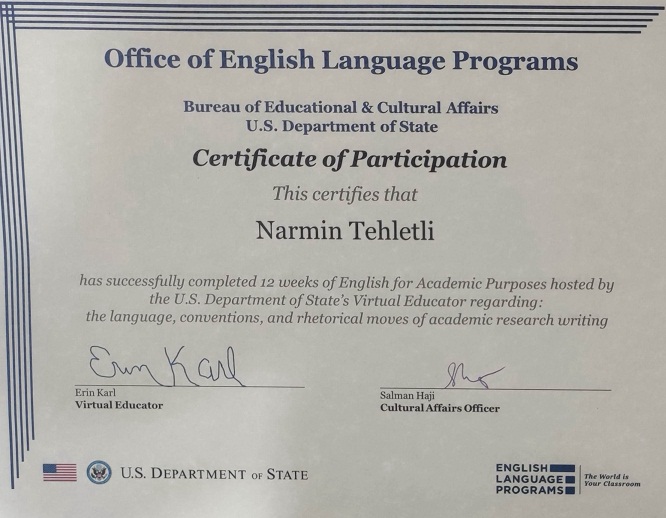 Office of English Language Programs
Bureau of Educational & Cultural Affairs
U.S. Department of State
Certificate of Participation
This certifies that
Narmin Tehletli
has successfully completed 12 weeks of English for Academic Purposes hosted by
the U.S. Department of State's Virtual Educator regarding:
the language, conventions, and rhetorical moves of academic research writing
Erin Karl
Erin Karl
Virtual Educator
Salman Haji
Cultural Affairs Officer
U.S. DEPARTMENT OF STATE
ENGLISH
LANGUAGE
PROGRAMS
The World is
Your Classroom